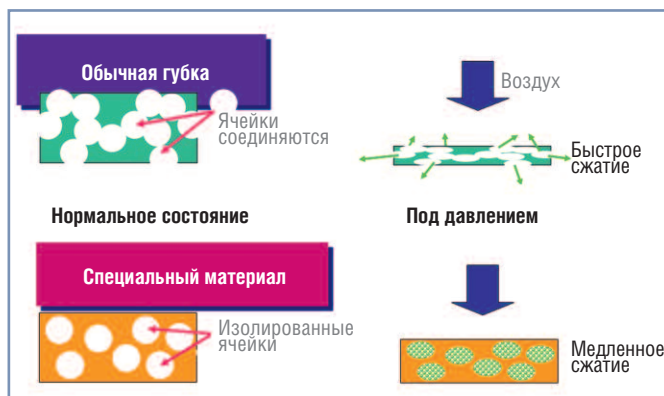 Обычная губка
Воздух
Ячейки
соединяются
Быстрое
сжатие
Нормальное состояние
Под давлением
Специальный материал
Изолированные
ячейки
Медленное
сжатие